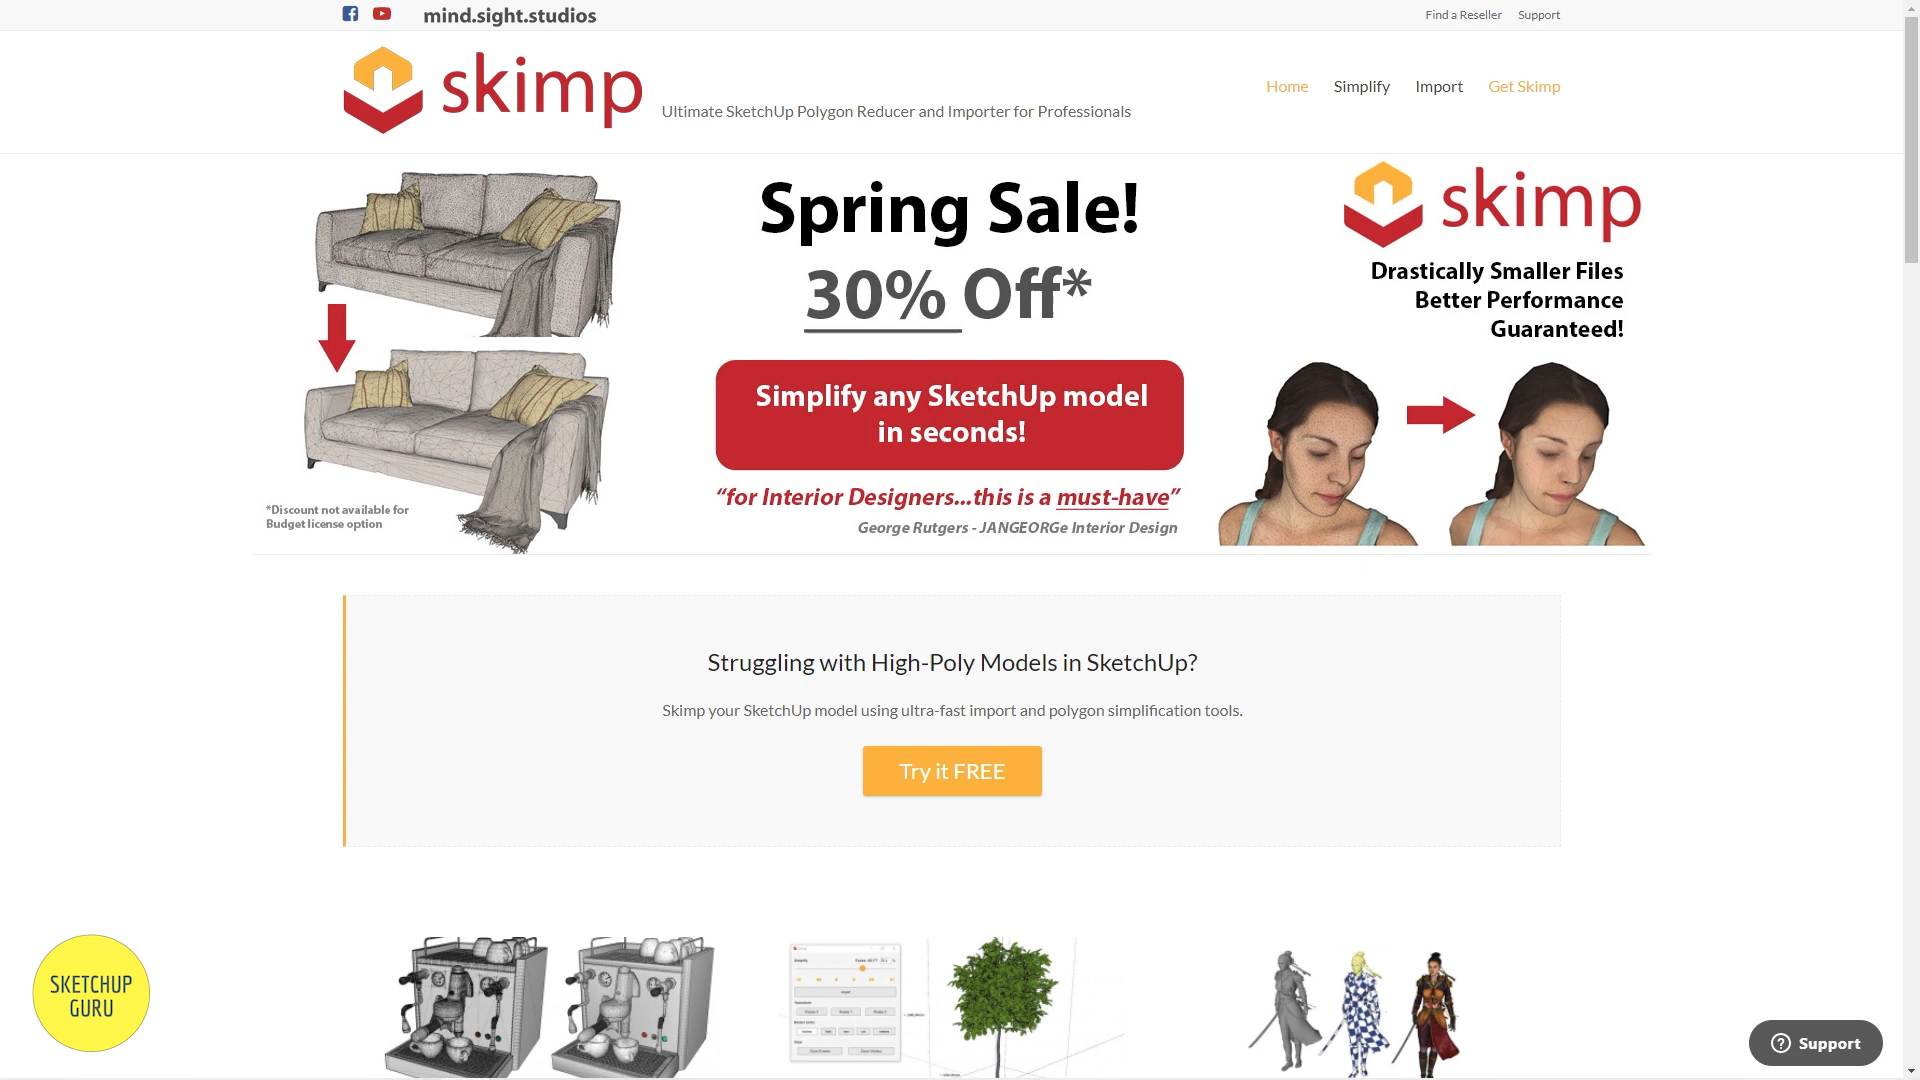 mind.sight.studios
Find a Reseller Support
skimp
Ultimate SketchUp Polygon Reducer and Importer for Professionals
Home Simplify Import Get Skimp
Spring Sale!
30% Off*
Simplify any SketchUp model
in seconds!
“for Interior Designers...this is a must-have”
George Rutgers - JANGEORGe Interior Design
*Discount not available for
Budget license option
skimp
Drastically Smaller Files
Better Performance
Guaranteed!
Struggling with High-Poly Models in SketchUp?
Skimp your SketchUp model using ultra-fast import and polygon simplification tools.
Try it FREE
SKETCHUP
GURU
Support